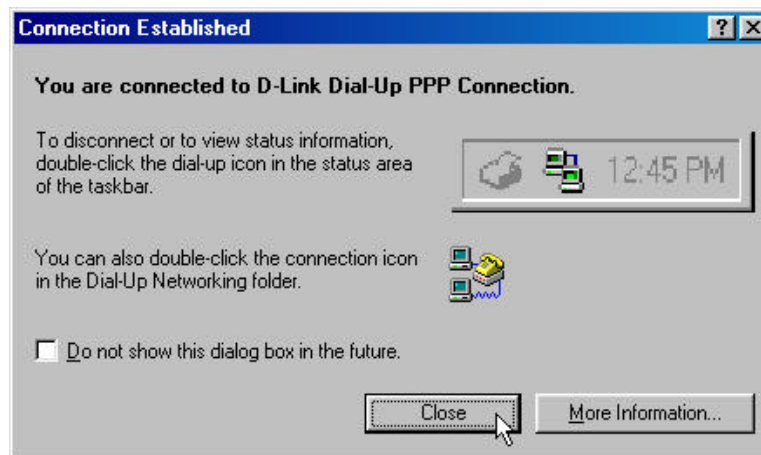 Connection Established
You are connected to D-Link Dial-Up PPP Connection.
To disconnect or to view status information,
double-click the dial-up icon in the status area
of the taskbar.
12:45 PM
You can also double-click the connection icon
in the Dial-Up Networking folder.
Do not show this dialog box in the future.
Close
More Information...